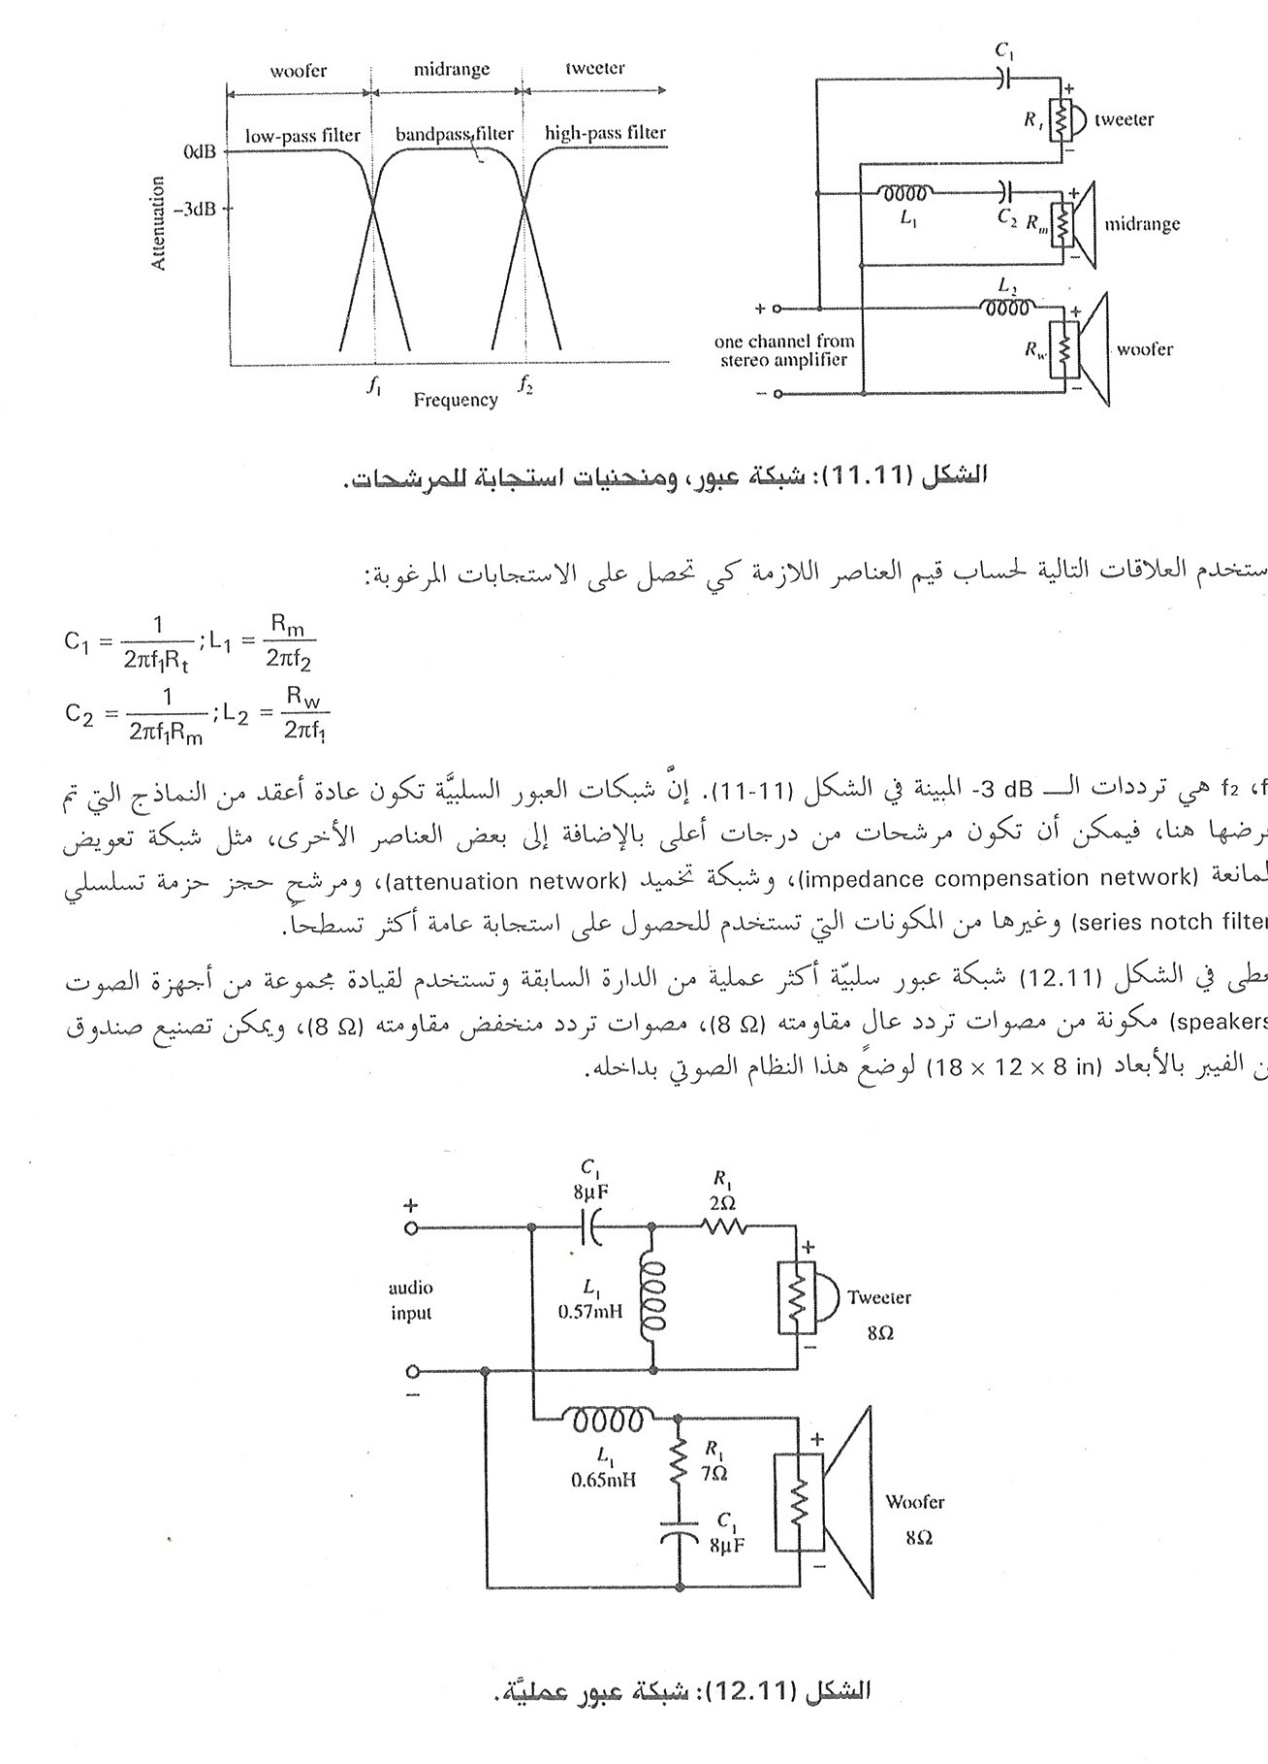 woofer
midrange
tweeter
low-pass filter
bandpass filter
high-pass filter
0dB
−3dB
Attenuation
f₁
f₂
Frequency
C₁
+
Rₜ
tweeter
−
L₁
C₂
Rₘ
+
midrange
−
L₂
+
one channel from
stereo amplifier
−
R_w
+
woofer
−
الشكل (11.11): شبكة عبور، ومنحنيات استجابة للمرشحات.
ستخدم العلاقات التالية لحساب قيم العناصر اللازمة كي تحصل على الاستجابات المرغوبة:
C₁ = 1 / 2πf₁Rₜ ; L₁ = Rₘ / 2πf₂
C₂ = 1 / 2πf₁Rₘ ; L₂ = R_w / 2πf₁
f₂ هي ترددات الـ -3 dB المبينة في الشكل (11-11). إنَّ شبكات العبور السلبيَّة تكون عادة أعقد من النماذج التي تم
رضها هنا، فيمكن أن تكون مرشحات من درجات أعلى بالإضافة إلى بعض العناصر الأخرى، مثل شبكة تعويض
لمانعة (impedance compensation network)، وشبكة تخميد (attenuation network)، ومرشح حجز حزمة تسلسلي
(series notch filter وغيرها من المكونات التي تستخدم للحصول على استجابة عامة أكثر تسطحاً.
عطى في الشكل (12.11) شبكة عبور سلبيّة أكثر عملية من الدارة السابقة وتستخدم لقيادة مجموعة من أجهزة الصوت
(speakers مكونة من مصوات تردد عالٍ مقاومته (8 Ω)، مصوات تردد منخفض مقاومته (8 Ω)، ويمكن تصنيع صندوق
ن الفيبر بالأبعاد (18 × 12 × 8 in) لوضع هذا النظام الصوتي بداخله.
C₁
8μF
R₁
2Ω
+
audio
input
−
L₁
0.57mH
+
Tweeter
8Ω
−
L₁
0.65mH
R₁
7Ω
C₁
8μF
+
Woofer
8Ω
−
الشكل (12.11): شبكة عبور عمليَّة.